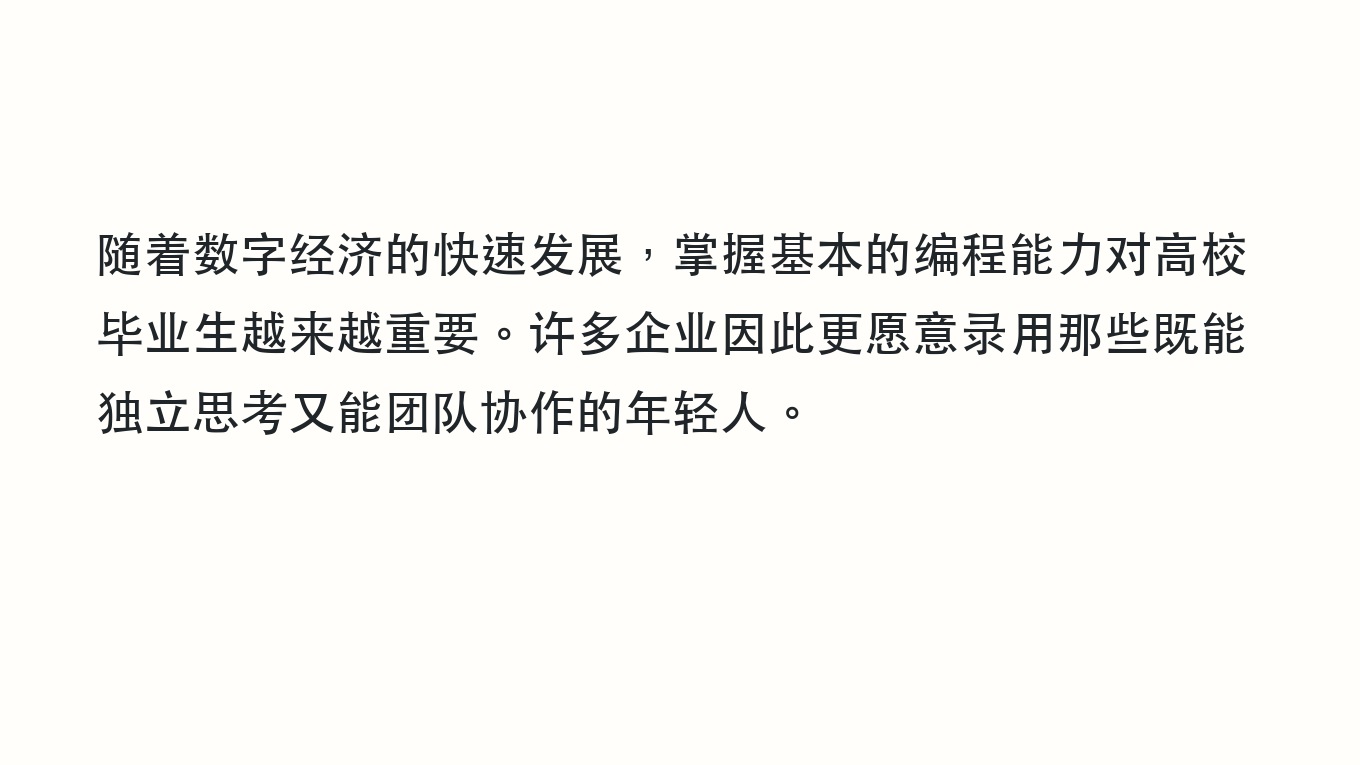 随着数字经济的快速发展，掌握基本的编程能力对高校
毕业生越来越重要。许多企业因此更愿意录用那些既能
独立思考又能团队协作的年轻人。